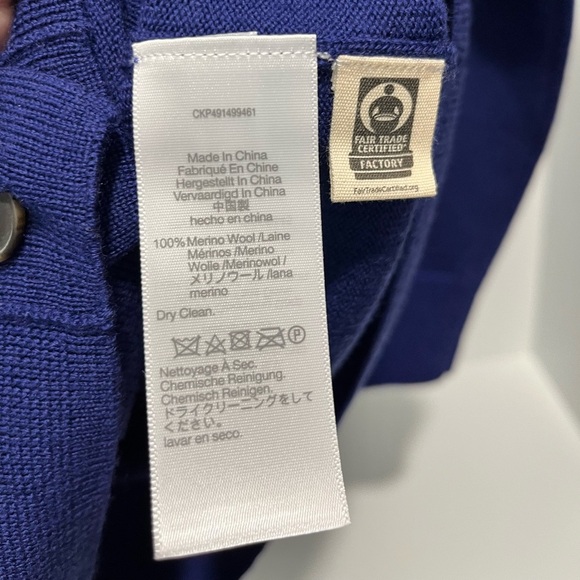 CKP491499461
Made In China
Fabriqué En Chine
Hergestellt In China
Vervaardigd In China
中国製
hecho en china
100% Merino Wool /Laine
Mérinos /Merino
Wolle /Merinowol /
メリノウール /lana
merino
Dry Clean.
P
Nettoyage À Sec.
Chemische Reinigung.
Chemisch Reinigen.
ドライクリーニングをして
ください。
lavar en seco.
FAIR TRADE
CERTIFIED
FACTORY
FairTradeCertified.org